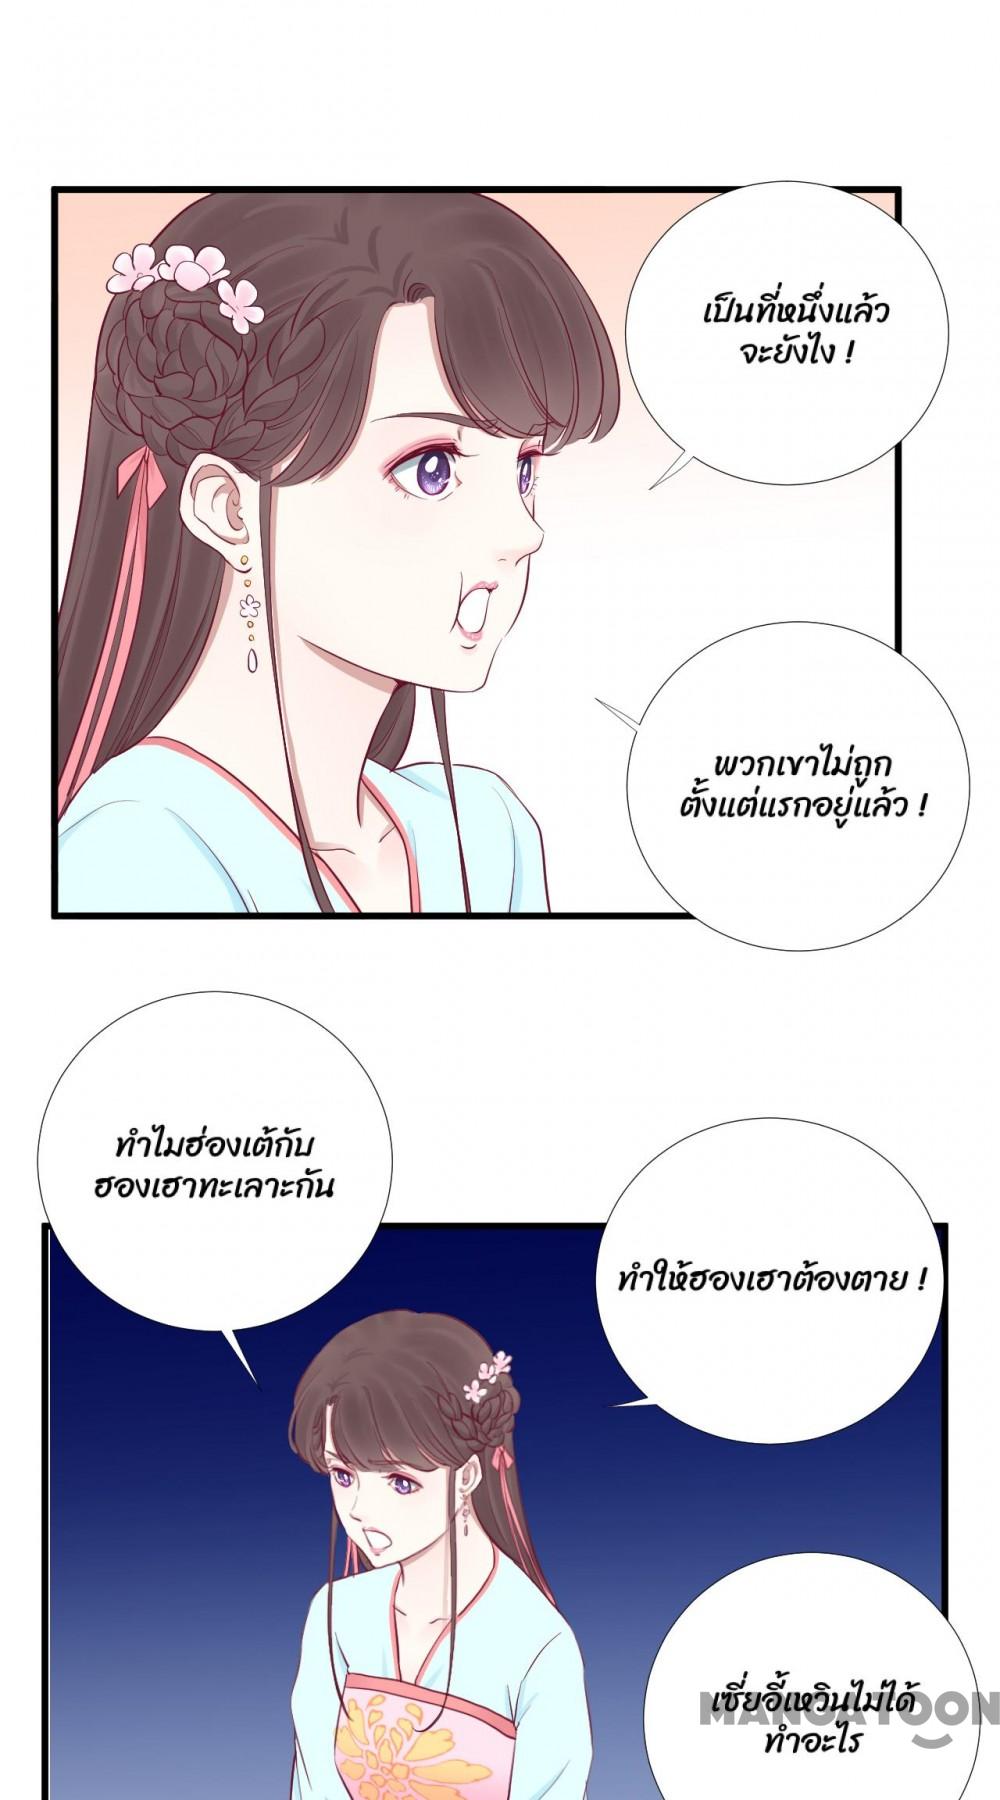 เป็นที่หนึ่งแล้ว
จะยังไง !
พวกเขาไม่ถูก
ตั้งแต่แรกอยู่แล้ว !
ทำไมฮ่องเต้กับ
ฮองเฮาทะเลาะกัน
ทำให้ฮองเฮาต้องตาย !
เซี่ยอี้เหวินไม่ได้
ทำอะไร
MANGATOON